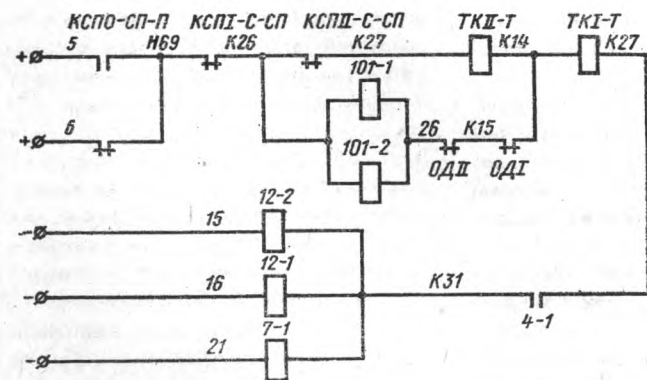 КСПО-СП-П КСПI-С-СП КСПII-С-СП ТКII-Т ТКI-Т
5 Н69 К26 К27 К14 К27
101-1
6
101-2 26 К15
ОДII ОДI
12-2
15
12-1
16 К31
7-1 4-1
21